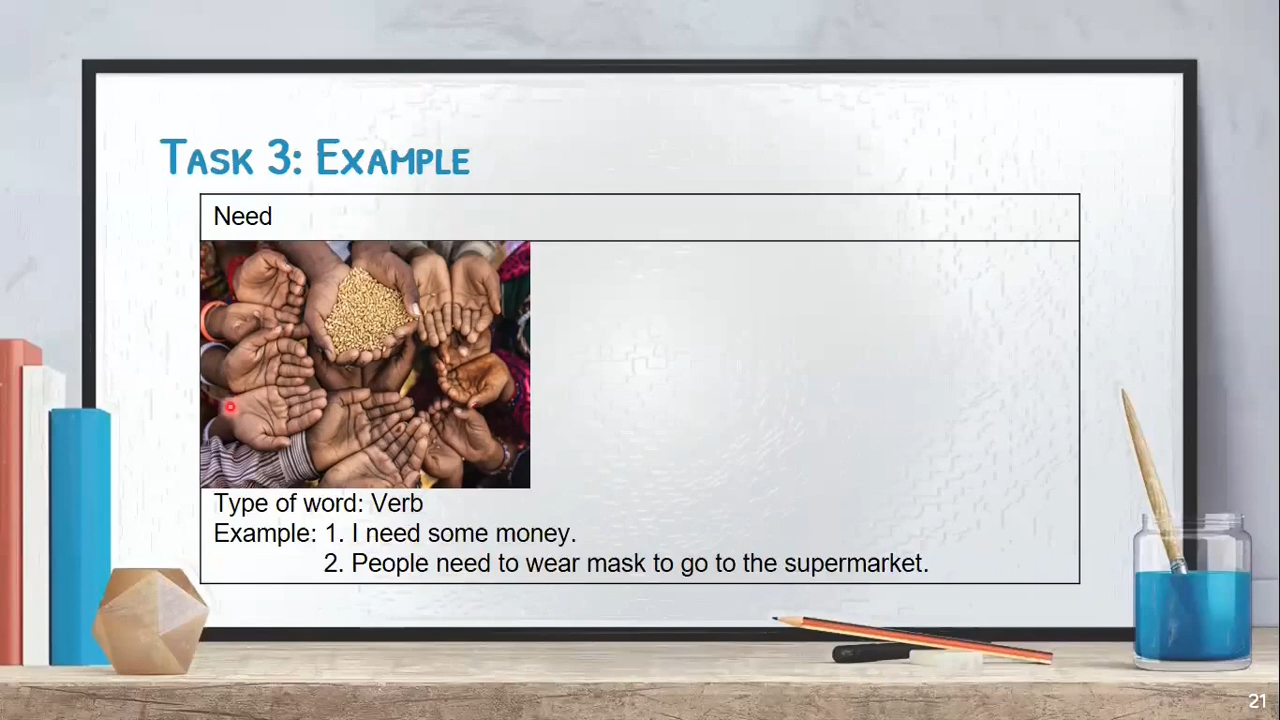 Task 3: Example
Need
Type of word: Verb
Example: 1. I need some money.
2. People need to wear mask to go to the supermarket.
21